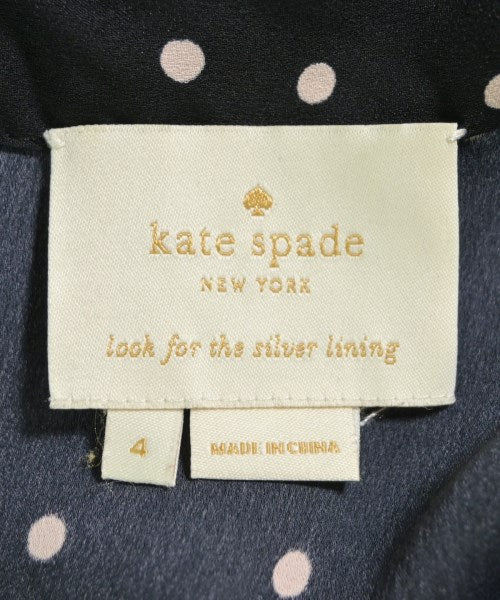 kate spade
NEW YORK
look for the silver lining
4
MADE IN CHINA